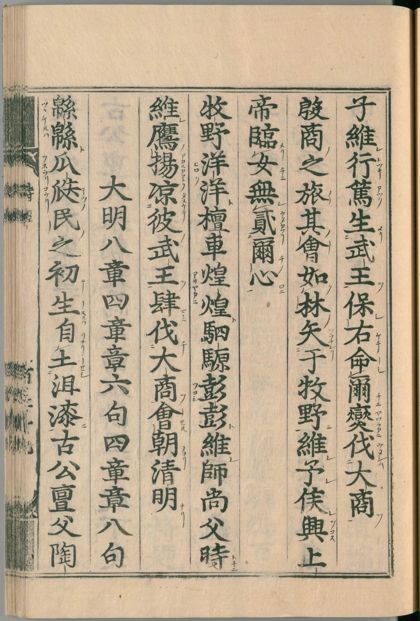 子維行篤生武王保右命爾燮伐大商
殷商之旅其會如林矢于牧野維予侯興上
帝臨女無貳爾心
牧野洋洋檀車煌煌駟騵彭彭維師尚父時
維鷹揚凉彼武王肆伐大商會朝清明
大明八章四章章六句四章章八句
緜緜瓜瓞民之初生自土沮漆古公亶父陶